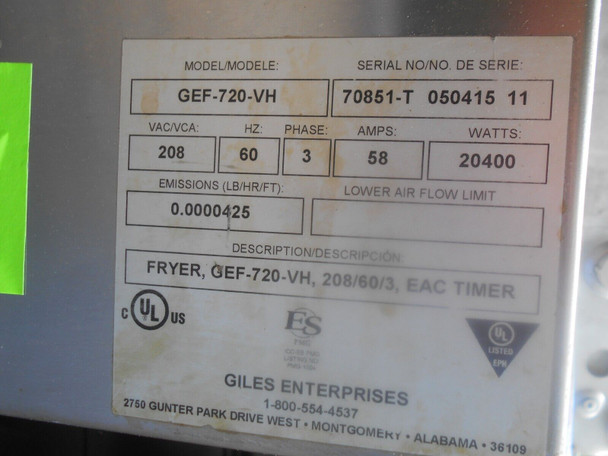 MODEL/MODELE: SERIAL NO/NO. DE SERIE:
GEF-720-VH 70851-T 050415 11
VAC/VCA: HZ: PHASE: AMPS: WATTS:
208 60 3 58 20400
EMISSIONS (LB/HR/FT): LOWER AIR FLOW LIMIT
0.0000425
DESCRIPTION/DESCRIPCIÓN:
FRYER, GEF-720-VH, 208/60/3, EAC TIMER
C UL US
ES
UL
LISTED
EPH
GILES ENTERPRISES
1-800-554-4537
2750 GUNTER PARK DRIVE WEST • MONTGOMERY • ALABAMA • 36109